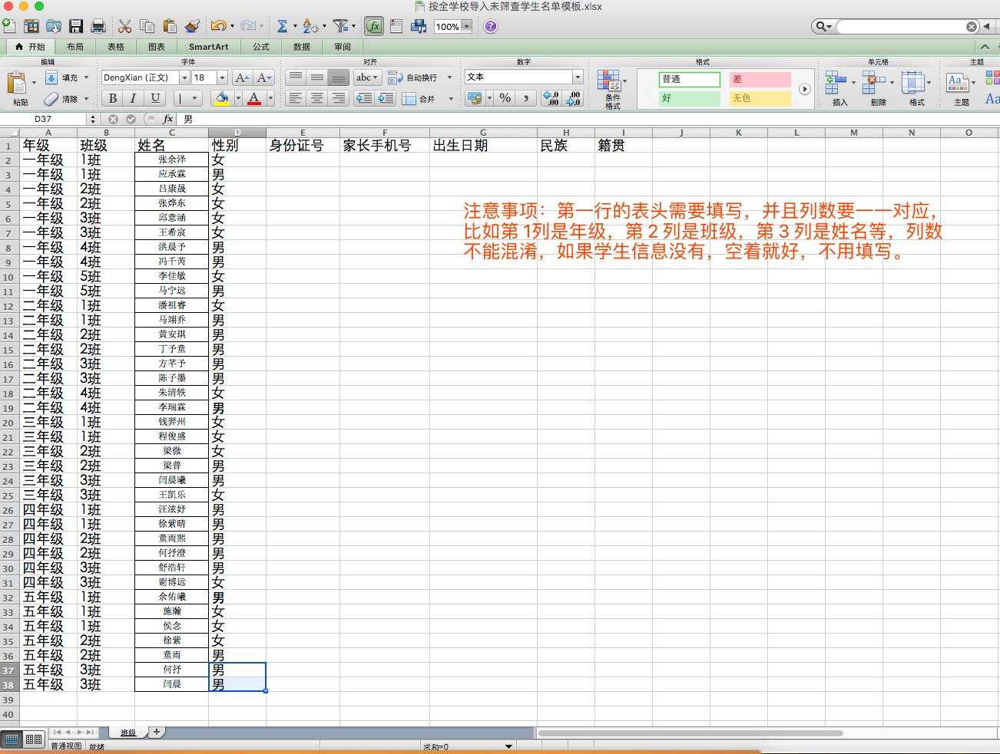 按全学校导入未筛查学生名单模板.xlsx
100%
开始 布局 表格 图表 SmartArt 公式 数据 审阅
编辑 字体 对齐 数字 格式 单元格 主题
粘贴 填充 清除
DengXian (正文) 18
B I U
abc 自动换行 合并
文本
条件格式
普通 差 好 无色
插入 删除 格式 主题 Aa
D37 fx 男
A B C D E F G H I J K L M N O
1 年级 班级 姓名 性别 身份证号 家长手机号 出生日期 民族 籍贯
2 一年级 1班 张余泽 女
3 一年级 1班 应承霖 男
4 一年级 2班 吕康晟 女
5 一年级 2班 张烨东 女
6 一年级 3班 邱意涵 女
7 一年级 3班 王希宸 女
8 一年级 4班 洪晨予 男
9 一年级 4班 冯千芮 男
10 一年级 5班 李佳敏 女
11 一年级 5班 马宁远 男
12 二年级 1班 潘祖睿 女
13 二年级 1班 马翊乔 男
14 二年级 2班 黄安琪 男
15 二年级 2班 丁予童 男
16 二年级 3班 方芊予 男
17 二年级 3班 陈子墨 男
18 二年级 4班 朱清轶 女
19 二年级 4班 李瑞霖 男
20 三年级 1班 钱羿州 女
21 三年级 1班 程俊盛 女
22 三年级 2班 梁微 女
23 三年级 2班 梁普 男
24 三年级 3班 闫晨曦 男
25 三年级 3班 王凯乐 女
26 四年级 1班 汪泫妤 男
27 四年级 1班 徐紫晴 男
28 四年级 2班 童雨熙 男
29 四年级 2班 何抒澄 男
30 四年级 3班 舒浩轩 男
31 四年级 3班 谢博远 女
32 五年级 1班 余佑曦 男
33 五年级 1班 施瀚 女
34 五年级 1班 侯念 女
35 五年级 2班 徐紫 女
36 五年级 2班 童雨 男
37 五年级 3班 何抒 男
38 五年级 3班 闫晨 男
39
40
注意事项：第一行的表头需要填写，并且列数要一一对应，
比如第 1列是年级，第 2 列是班级，第 3 列是姓名等，列数
不能混淆，如果学生信息没有，空着就好，不用填写。
班级
普通视图 就绪 求和=0